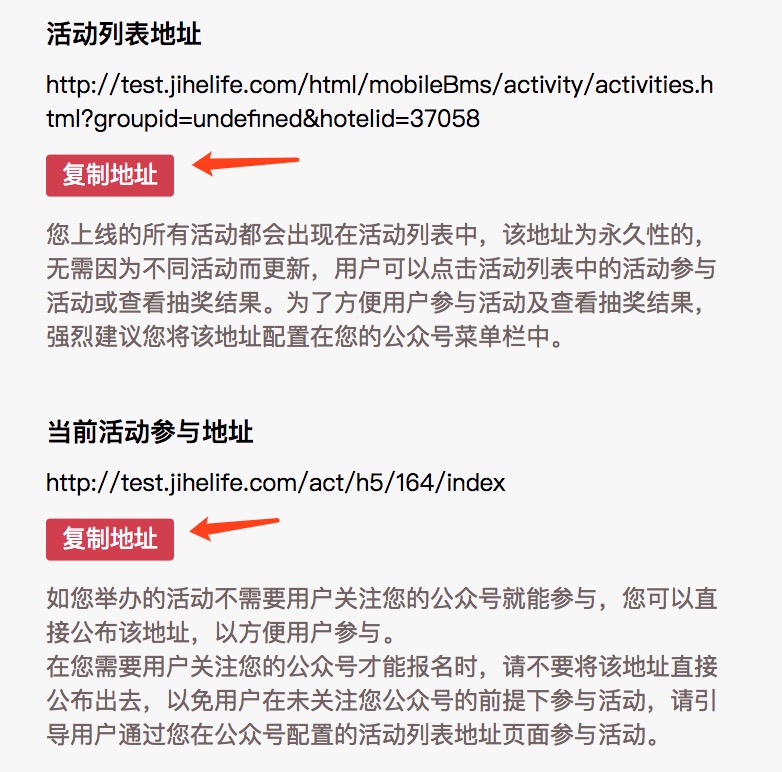 活动列表地址
http://test.jihelife.com/html/mobileBms/activity/activities.h
tml?groupid=undefined&hotelid=37058
复制地址
您上线的所有活动都会出现在活动列表中，该地址为永久性的，
无需因为不同活动而更新，用户可以点击活动列表中的活动参与
活动或查看抽奖结果。为了方便用户参与活动及查看抽奖结果，
强烈建议您将该地址配置在您的公众号菜单栏中。
当前活动参与地址
http://test.jihelife.com/act/h5/164/index
复制地址
如您举办的活动不需要用户关注您的公众号就能参与，您可以直
接公布该地址，以方便用户参与。
在您需要用户关注您的公众号才能报名时，请不要将该地址直接
公布出去，以免用户在未关注您公众号的前提下参与活动，请引
导用户通过您在公众号配置的活动列表地址页面参与活动。